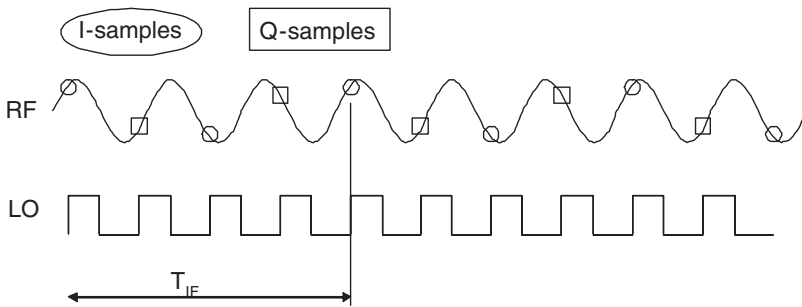 I-samples
Q-samples
RF
LO
T_IF